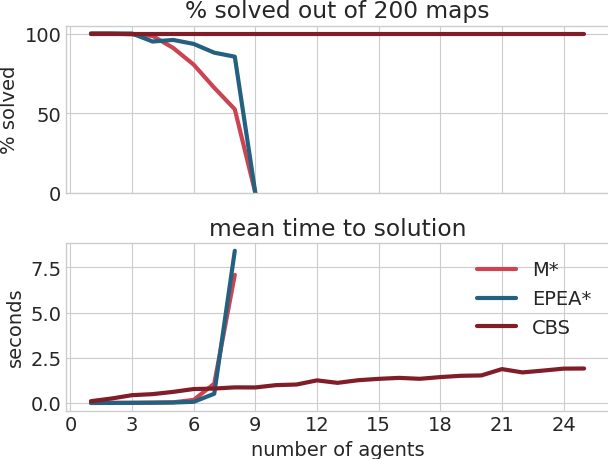 % solved out of 200 maps
100
50
0
% solved
mean time to solution
7.5
5.0
2.5
0.0
seconds
M*
EPEA*
CBS
0 3 6 9 12 15 18 21 24
number of agents